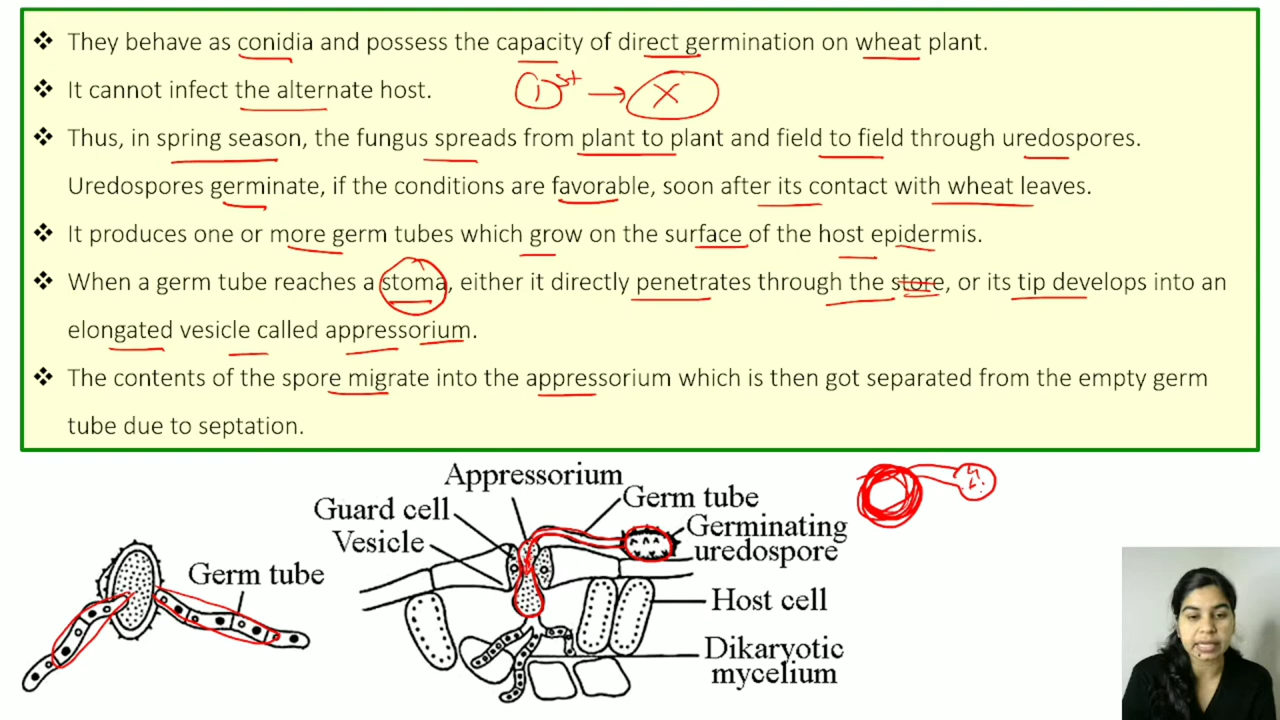 ❖ They behave as conidia and possess the capacity of direct germination on wheat plant.
❖ It cannot infect the alternate host.
1st → X
❖ Thus, in spring season, the fungus spreads from plant to plant and field to field through uredospores.
Uredospores germinate, if the conditions are favorable, soon after its contact with wheat leaves.
❖ It produces one or more germ tubes which grow on the surface of the host epidermis.
❖ When a germ tube reaches a stoma, either it directly penetrates through the store, or its tip develops into an
elongated vesicle called appressorium.
❖ The contents of the spore migrate into the appressorium which is then got separated from the empty germ
tube due to septation.
Germ tube
Appressorium
Guard cell
Vesicle
Germ tube
Germinating
uredospore
Host cell
Dikaryotic
mycelium